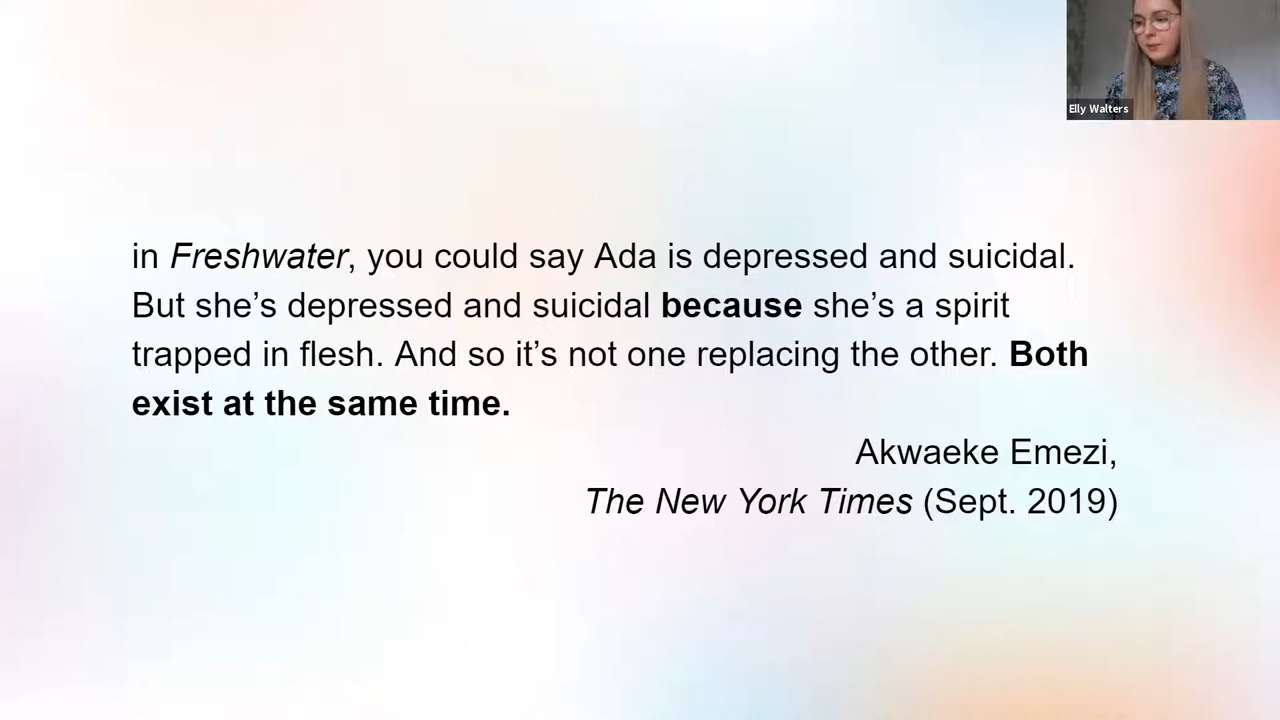 Elly Walters
in Freshwater, you could say Ada is depressed and suicidal.
But she’s depressed and suicidal because she’s a spirit
trapped in flesh. And so it’s not one replacing the other. Both
exist at the same time.
Akwaeke Emezi,
The New York Times (Sept. 2019)